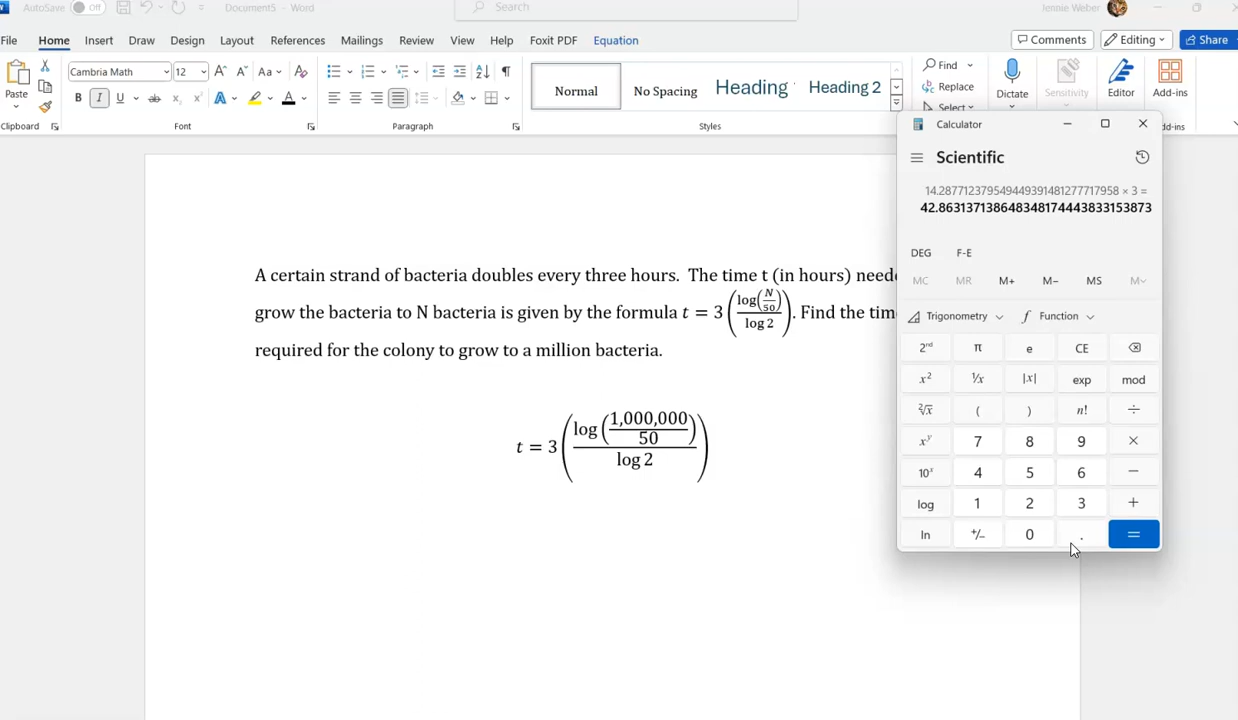 AutoSave Off Document5 - Word Search Jennie Weber
File Home Insert Draw Design Layout References Mailings Review View Help Foxit PDF Equation Comments Editing Share
Cambria Math 12 Aa Normal No Spacing Heading Heading 2 Find
Paste Replace Dictate Sensitivity Editor Add-ins
B I U ab x x A A Select
Clipboard Font Paragraph Styles dd-ins
Calculator
Scientific
14.287712379549449391481277717958 × 3 =
42.863137138648348174443833153873
DEG F-E
MC MR M+ M− MS M
Trigonometry f Function
2nd π e CE
x² ¹/x |x| exp mod
²√x ( ) n! ÷
xʸ 7 8 9 ×
10ˣ 4 5 6 −
log 1 2 3 +
ln +/− 0 . =
A certain strand of bacteria doubles every three hours. The time t (in hours)
grow the bacteria to N bacteria is given by the formula t = 3(log(N/50)/log 2). Find the
required for the colony to grow to a million bacteria.
t = 3(log(1,000,000/50)/log 2)